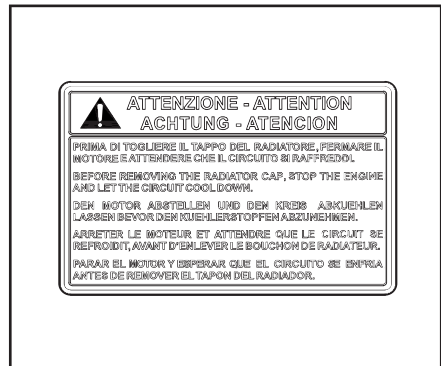 ATTENZIONE - ATTENTION
ACHTUNG - ATENCION
PRIMA DI TOGLIERE IL TAPPO DEL RADIATORE, FERMARE IL
MOTORE E ATTENDERE CHE IL CIRCUITO SI RAFFREDDI.
BEFORE REMOVING THE RADIATOR CAP, STOP THE ENGINE
AND LET THE CIRCUIT COOL DOWN.
DEN MOTOR ABSTELLEN UND DEN KREIS ABKUEHLEN
LASSEN BEVOR DEN KUEHLERSTOPFEN ABZUNEHMEN.
ARRETER LE MOTEUR ET ATTENDRE QUE LE CIRCUIT SE
REFROIDIT, AVANT D'ENLEVER LE BOUCHON DE RADIATEUR.
PARAR EL MOTOR Y ESPERAR QUE EL CIRCUITO SE ENFRIA
ANTES DE REMOVER EL TAPON DEL RADIADOR.